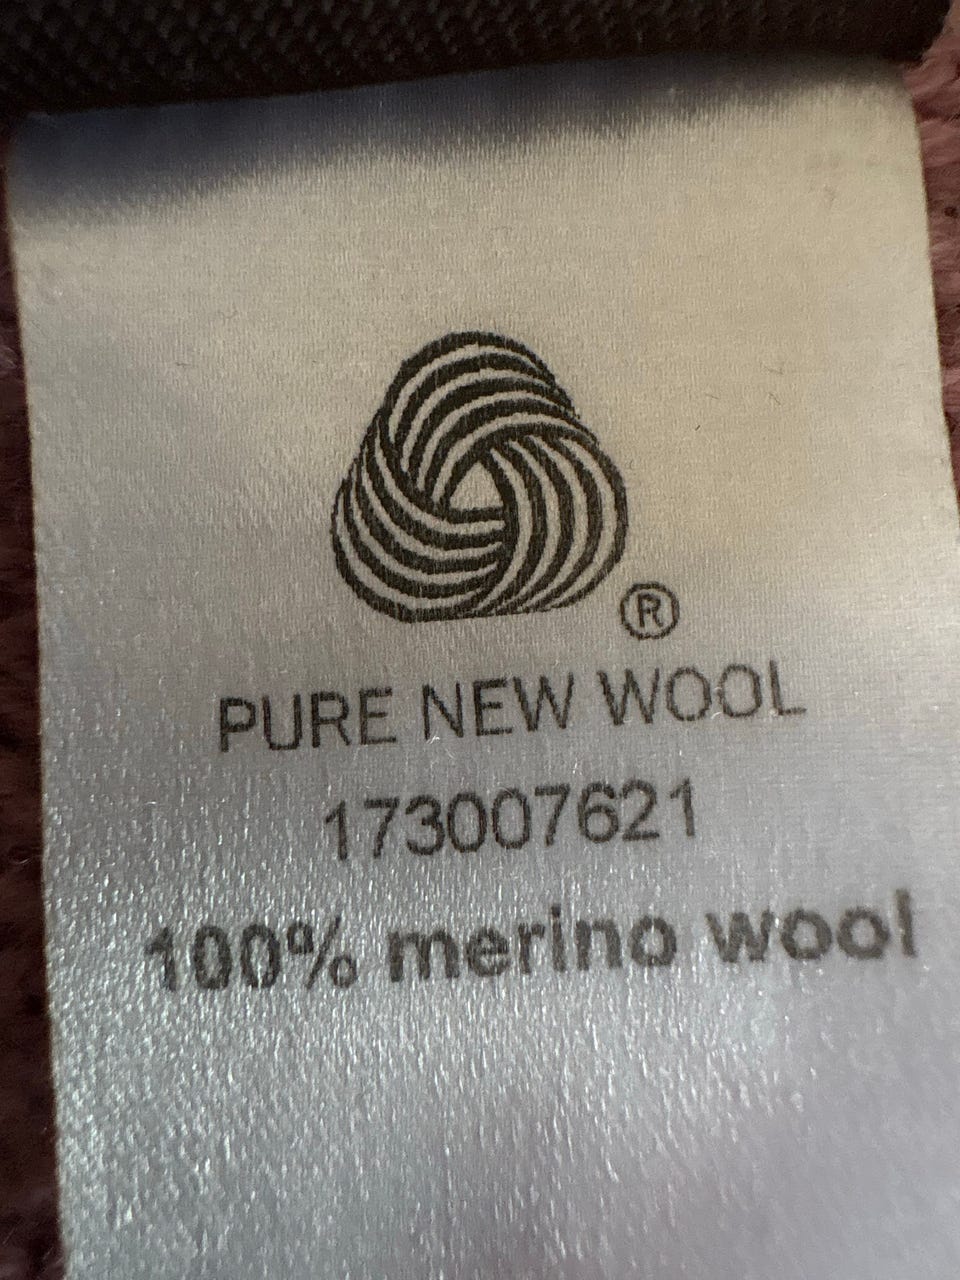 ®
PURE NEW WOOL
173007621
100% merino wool